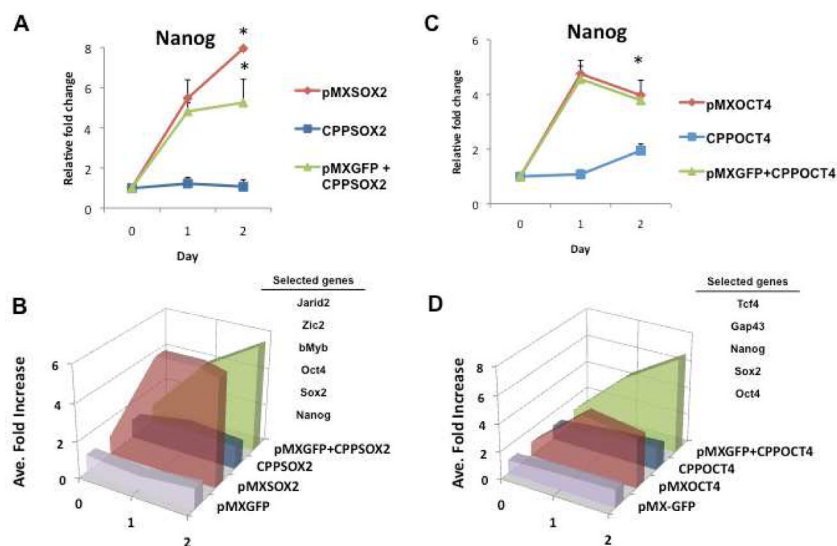 A
Nanog
Relative fold change
8
6
4
2
0
*
*
0 1 2
Day
pMXSOX2
CPPSOX2
pMXGFP +
CPPSOX2
C
Nanog
Relative fold change
6
4
2
0
*
0 1 2
Day
pMXOCT4
CPPOCT4
pMXGFP+CPPOCT4
B
Selected genes
Jarid2
Zic2
bMyb
Oct4
Sox2
Nanog
Ave. Fold Increase
6
4
2
0
0
1
2
pMXGFP+CPPSOX2
CPPSOX2
pMXSOX2
pMXGFP
D
Selected genes
Tcf4
Gap43
Nanog
Sox2
Oct4
Ave. Fold Increase
8
6
4
2
0
0
1
2
pMXGFP+CPPOCT4
CPPOCT4
pMXOCT4
pMX-GFP